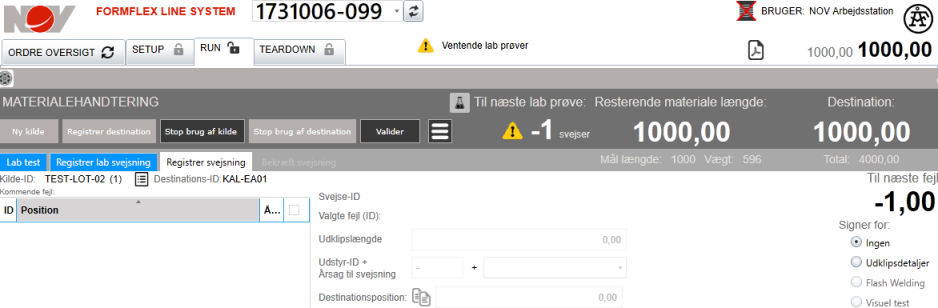 NOV FORMFLEX LINE SYSTEM 1731006-099 BRUGER: NOV Arbejdsstation
ORDRE OVERSIGT SETUP RUN TEARDOWN Ventende lab prøver 1000,00 1000,00
MATERIALEHANDTERING Til næste lab prøve: Resterende materiale længde: Destination:
Ny kilde Registrer destination Stop brug af kilde Stop brug af destination Valider -1 svejser 1000,00 1000,00
Lab test Registrer lab svejsning Registrer svejsning Bekræft svejsning Mål længde: 1000 Vægt: 596 Total: 4000,00
Kilde-ID: TEST-LOT-02 (1) Destinations-ID: KAL-EA01 Til næste fejl
Kommende fejl:
ID Position Å... Svejse-ID -1,00
Valgte fejl (ID):
Signer for:
Udklipslængde 0,00 Ingen
Udstyr-ID + - + Udklipsdetaljer
Årsag til svejsning
Flash Welding
Destinationsposition: 0,00 Visuel test